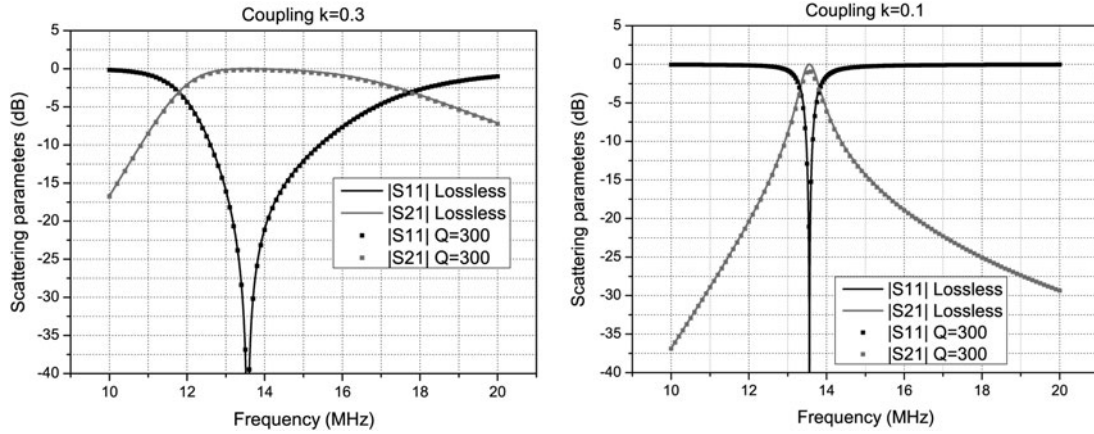 Coupling k=0.3
Scattering parameters (dB)
5
0
-5
-10
-15
-20
-25
-30
-35
-40
|S11| Lossless
|S21| Lossless
|S11| Q=300
|S21| Q=300
10 12 14 16 18 20
Frequency (MHz)
Coupling k=0.1
Scattering parameters (dB)
5
0
-5
-10
-15
-20
-25
-30
-35
-40
|S11| Lossless
|S21| Lossless
|S11| Q=300
|S21| Q=300
10 12 14 16 18 20
Frequency (MHz)